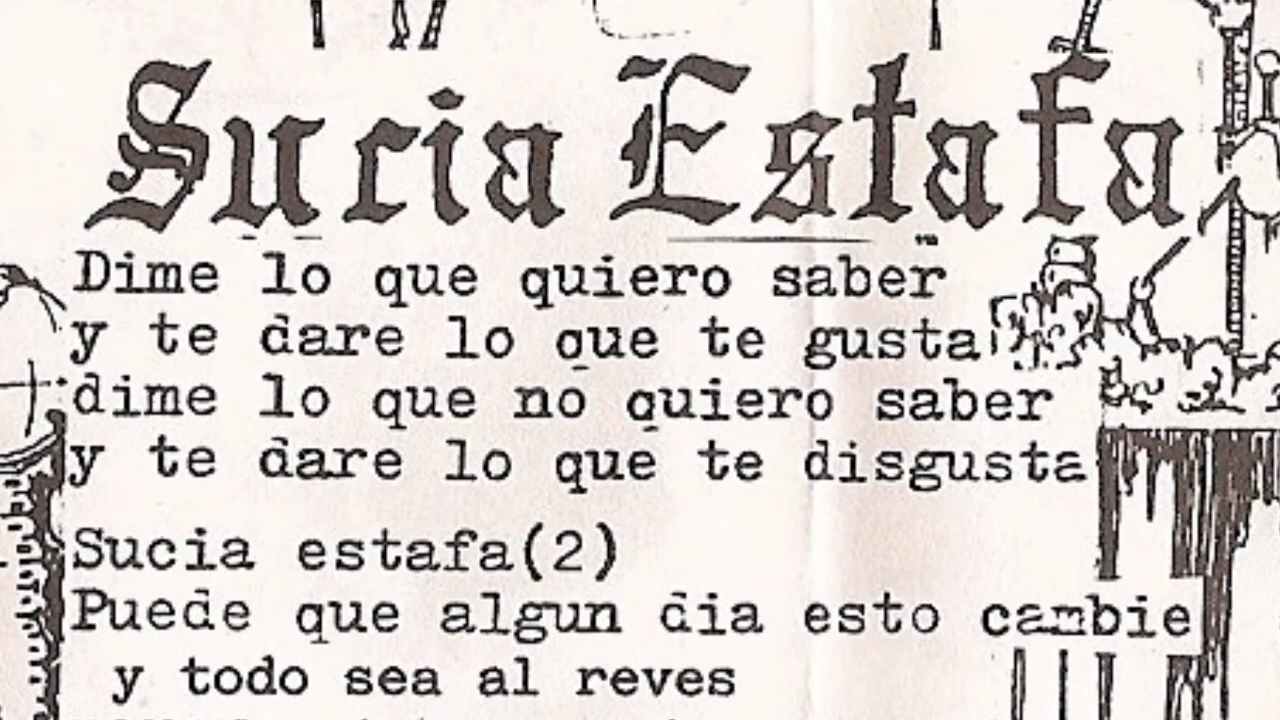 Sucia Estafa
Dime lo que quiero saber
y te dare lo que te gusta
dime lo que no quiero saber
y te dare lo que te disgusta
Sucia estafa(2)
Puede que algun dia esto cambie
y todo sea al reves